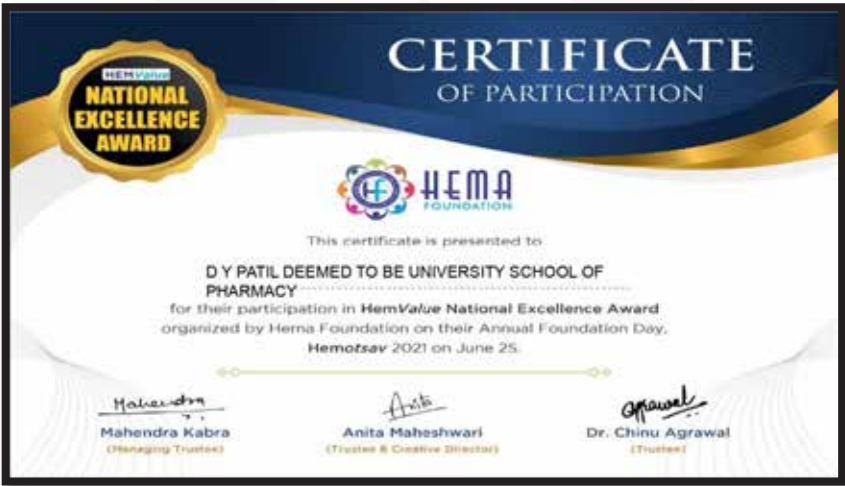 CERTIFICATE
OF PARTICIPATION
HEMValue
NATIONAL
EXCELLENCE
AWARD
HF HEMA
FOUNDATION
This certificate is presented to
D Y PATIL DEEMED TO BE UNIVERSITY SCHOOL OF
PHARMACY
for their participation in HemValue National Excellence Award
organized by Hema Foundation on their Annual Foundation Day,
Hemotsav 2021 on June 25.
Mahendra Anita agrawal
Mahendra Kabra Anita Maheshwari Dr. Chinu Agrawal
(Managing Trustee) (Trustee & Creative Director) (Trustee)